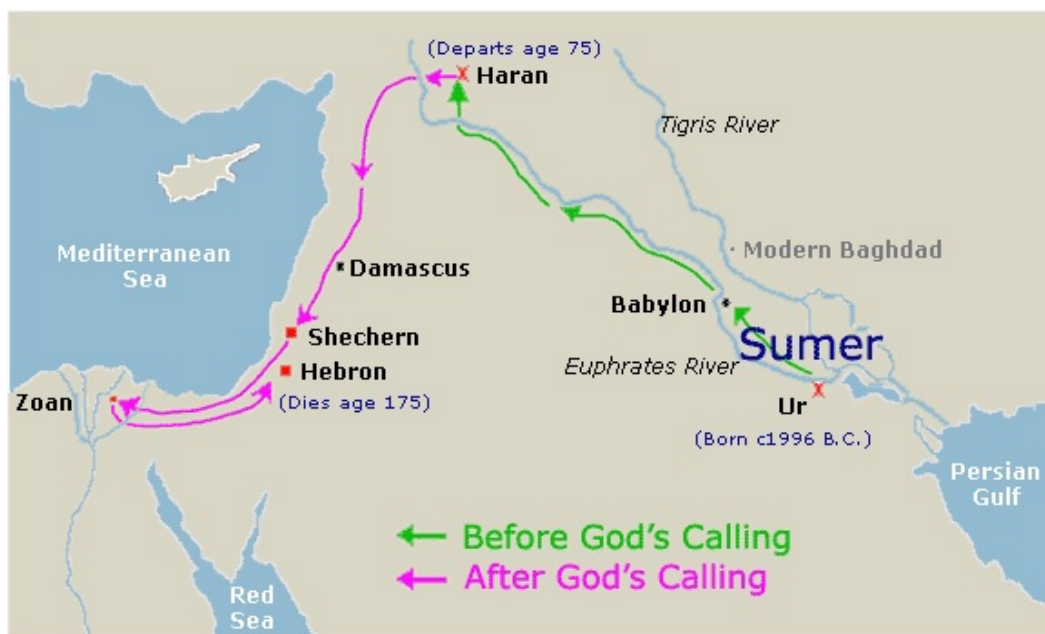 (Departs age 75)
Haran
Tigris River
Mediterranean
Sea
Modern Baghdad
Damascus
Babylon
Sumer
Shechern
Euphrates River
Hebron
Zoan
(Dies age 175)
Ur
(Born c1996 B.C.)
Persian
Gulf
Before God's Calling
After God's Calling
Red
Sea